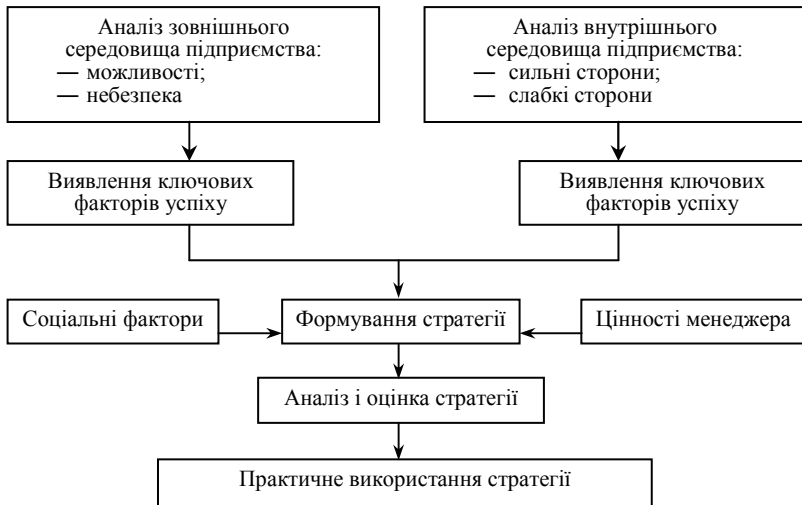 Аналіз зовнішнього
середовища підприємства:
— можливості;
— небезпека
Аналіз внутрішнього
середовища підприємства:
— сильні сторони;
— слабкі сторони
Виявлення ключових
факторів успіху
Виявлення ключових
факторів успіху
Соціальні фактори
Формування стратегії
Цінності менеджера
Аналіз і оцінка стратегії
Практичне використання стратегії